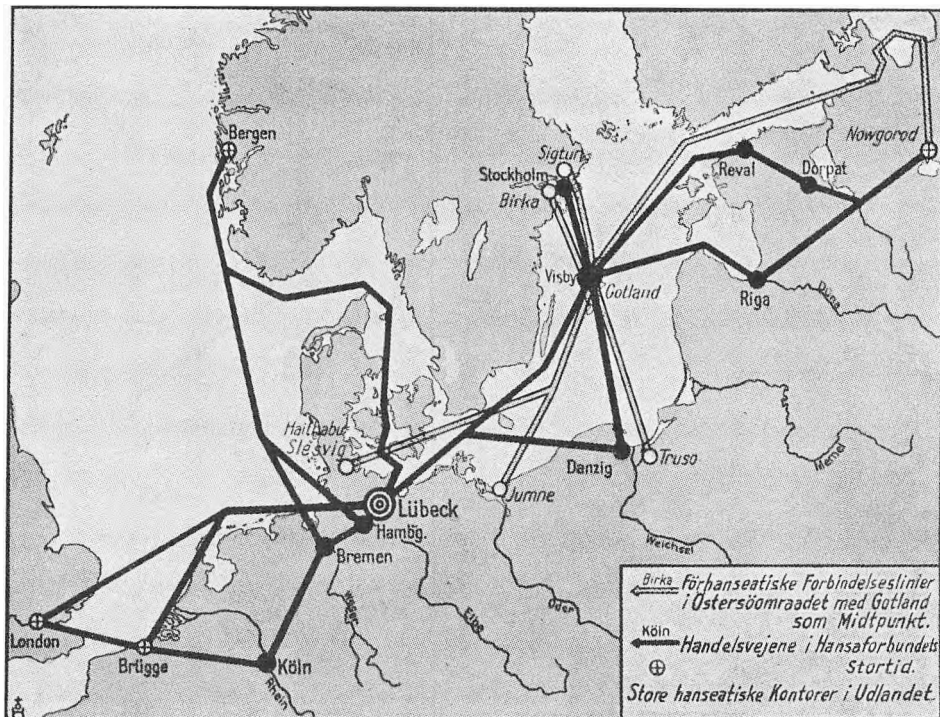 Bergen
Nowgorod
Sigtuna
Stockholm
Birka
Reval
Dorpat
Visby
Gotland
Riga
Düna
Haithabu
Slesvig
Memel
Danzig
Truso
Jumne
Lübeck
Hambg.
Bremen
Weichsel
Oder
Elbe
Weser
London
Brügge
Köln
Rhein
Birka Förhanseatiske Forbindelseslinier
i Östersöomraadet med Gotland
som Midtpunkt.
Köln Handelsvejene i Hansaforbundets
Stortid.
Store hanseatiske Kontorer i Udlandet.